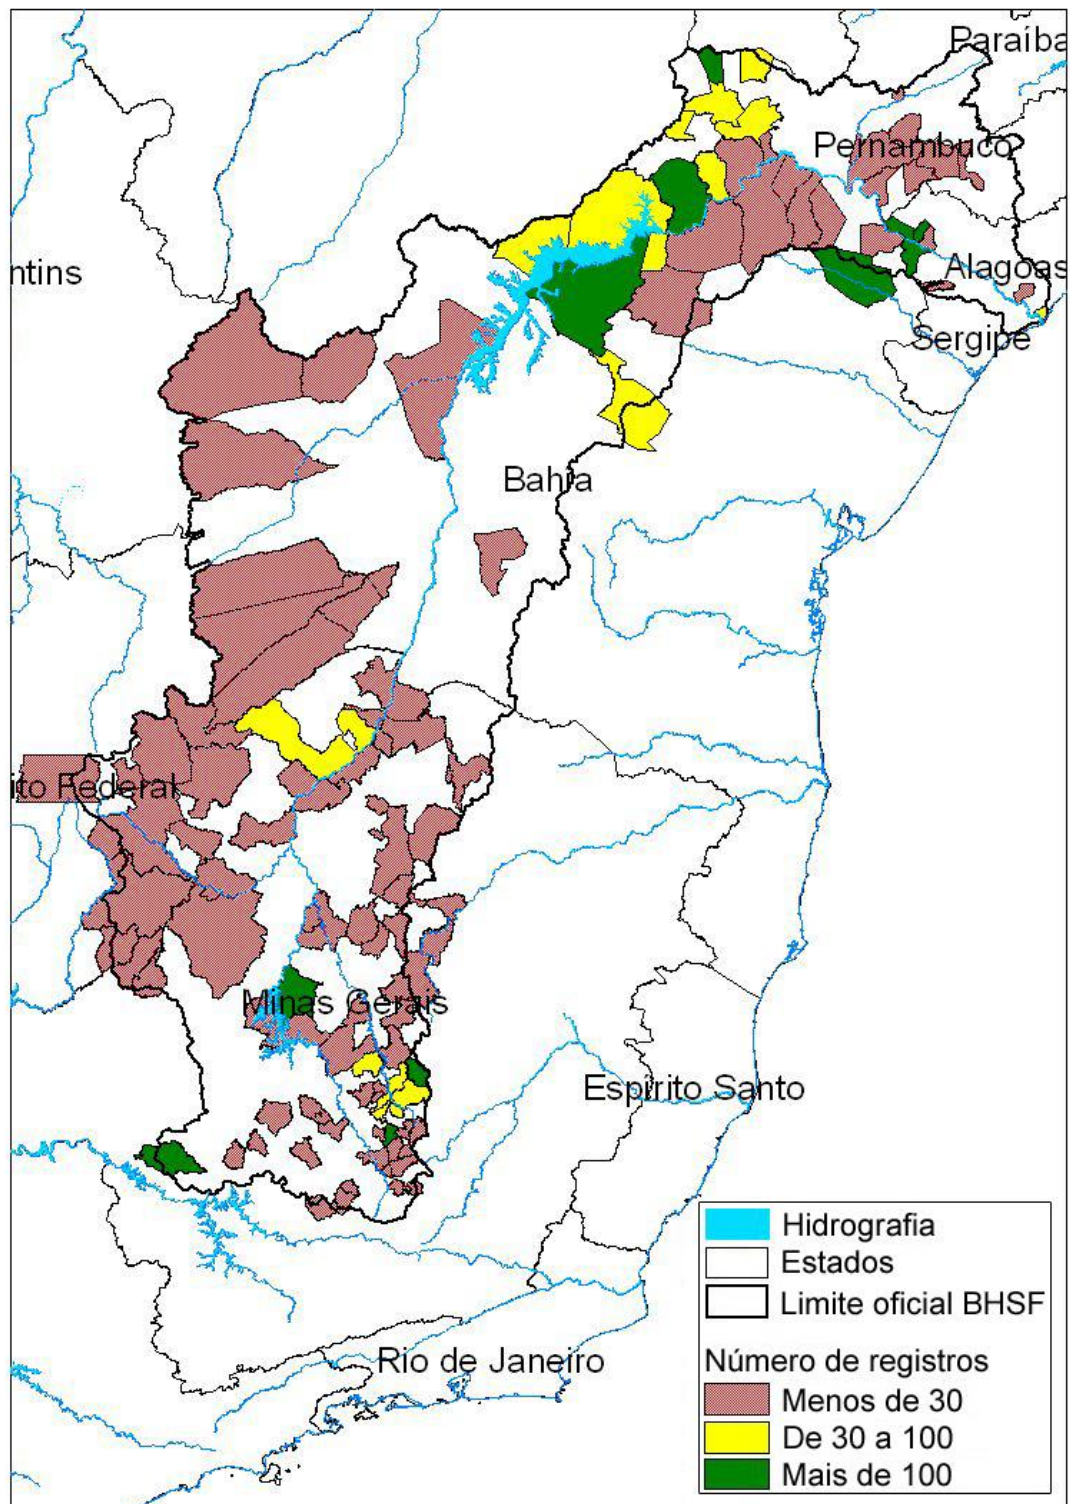 Paraíba
Pernambuco
ntins
Alagoas
Sergipe
Bahia
ito Federal
Minas Gerais
Espírito Santo
Rio de Janeiro
Hidrografia
Estados
Limite oficial BHSF
Número de registros
Menos de 30
De 30 a 100
Mais de 100